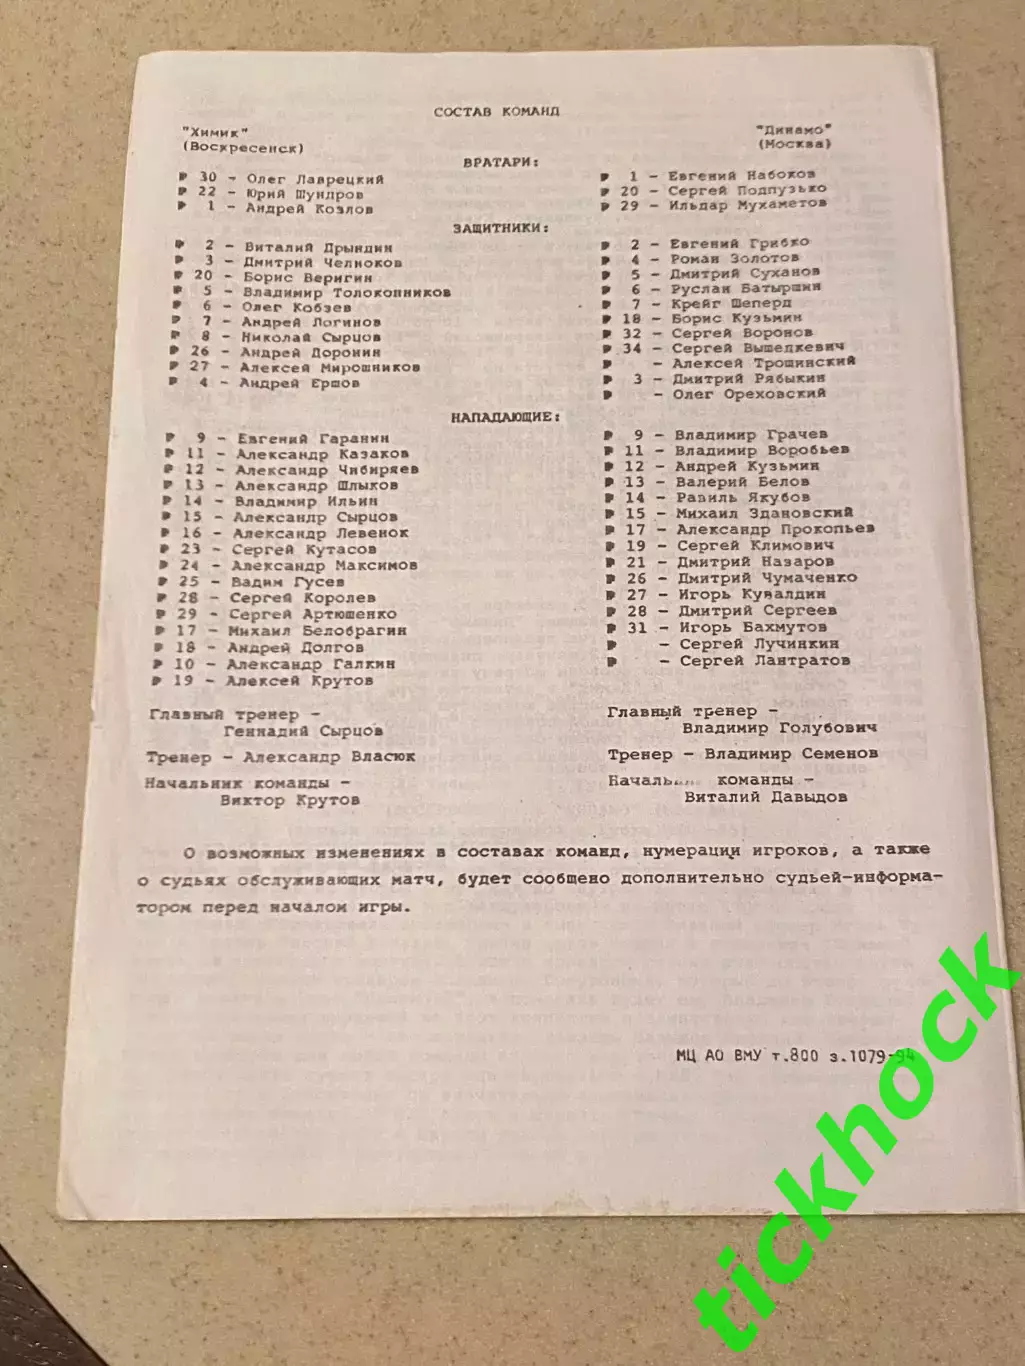 СОСТАВ КОМАНД
"Химик" "Динамо"
(Воскресенск) (Москва)
ВРАТАРИ:
30 - Олег Лаврецкий 1 - Евгений Набоков
22 - Юрий Шундров 20 - Сергей Подпузько
1 - Андрей Козлов 29 - Ильдар Мухаметов
ЗАЩИТНИКИ:
2 - Виталий Дрындин 2 - Евгений Грибко
3 - Дмитрий Челноков 4 - Роман Золотов
20 - Борис Веригин 5 - Дмитрий Суханов
5 - Владимир Толоконников 6 - Руслан Батыршин
6 - Олег Кобзев 7 - Крейг Шеперд
7 - Андрей Логинов 18 - Борис Кузьмин
8 - Николай Сырцов 32 - Сергей Воронов
26 - Андрей Доронин 34 - Сергей Вышедкевич
27 - Алексей Мирошников - Алексей Трошинский
4 - Андрей Ершов 3 - Дмитрий Рябыкин
- Олег Ореховский
НАПАДАЮЩИЕ:
9 - Евгений Гаранин 9 - Владимир Грачев
11 - Александр Казаков 11 - Владимир Воробьев
12 - Александр Чибиряев 12 - Андрей Кузьмин
13 - Александр Шлыков 13 - Валерий Белов
14 - Владимир Ильин 14 - Равиль Якубов
15 - Александр Сырцов 15 - Михаил Здановский
16 - Александр Левенок 17 - Александр Прокопьев
23 - Сергей Кутасов 19 - Сергей Климович
24 - Александр Максимов 21 - Дмитрий Назаров
25 - Вадим Гусев 26 - Дмитрий Чумаченко
28 - Сергей Королев 27 - Игорь Кувалдин
29 - Сергей Артюшенко 28 - Дмитрий Сергеев
17 - Михаил Белобрагин 31 - Игорь Бахмутов
18 - Андрей Долгов - Сергей Лучинкин
10 - Александр Галкин - Сергей Лантратов
19 - Алексей Крутов
Главный тренер - Главный тренер -
Геннадий Сырцов Владимир Голубович
Тренер - Александр Власюк Тренер - Владимир Семенов
Начальник команды - Начальник команды -
Виктор Крутов Виталий Давыдов
О возможных изменениях в составах команд, нумерации игроков, а также
о судьях обслуживающих матч, будет сообщено дополнительно судьей-информа-
тором перед началом игры.
МЦ АО ВМУ т.800 з.1079-94
tickhock